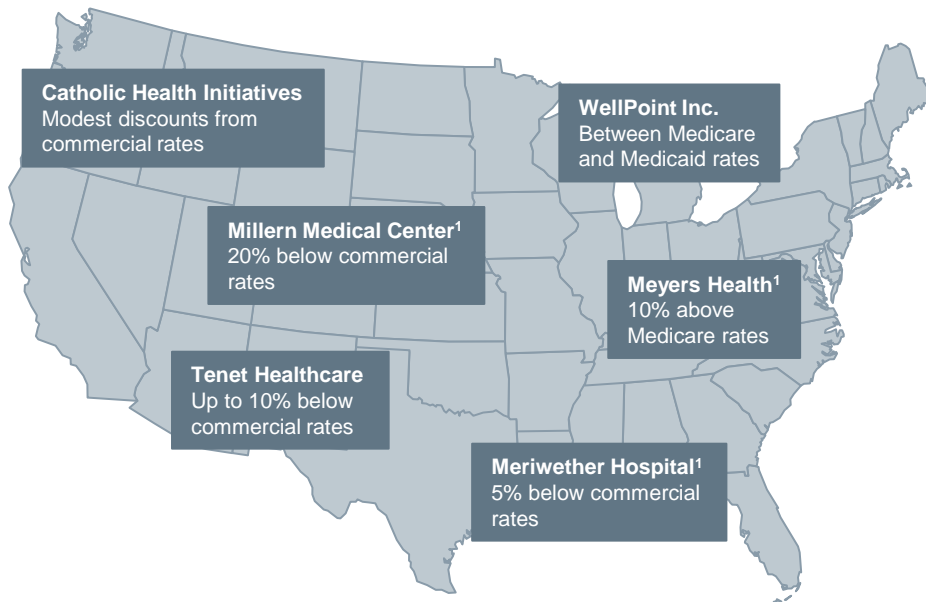 Catholic Health Initiatives
Modest discounts from
commercial rates
WellPoint Inc.
Between Medicare
and Medicaid rates
Millern Medical Center¹
20% below commercial
rates
Meyers Health¹
10% above
Medicare rates
Tenet Healthcare
Up to 10% below
commercial rates
Meriwether Hospital¹
5% below commercial
rates